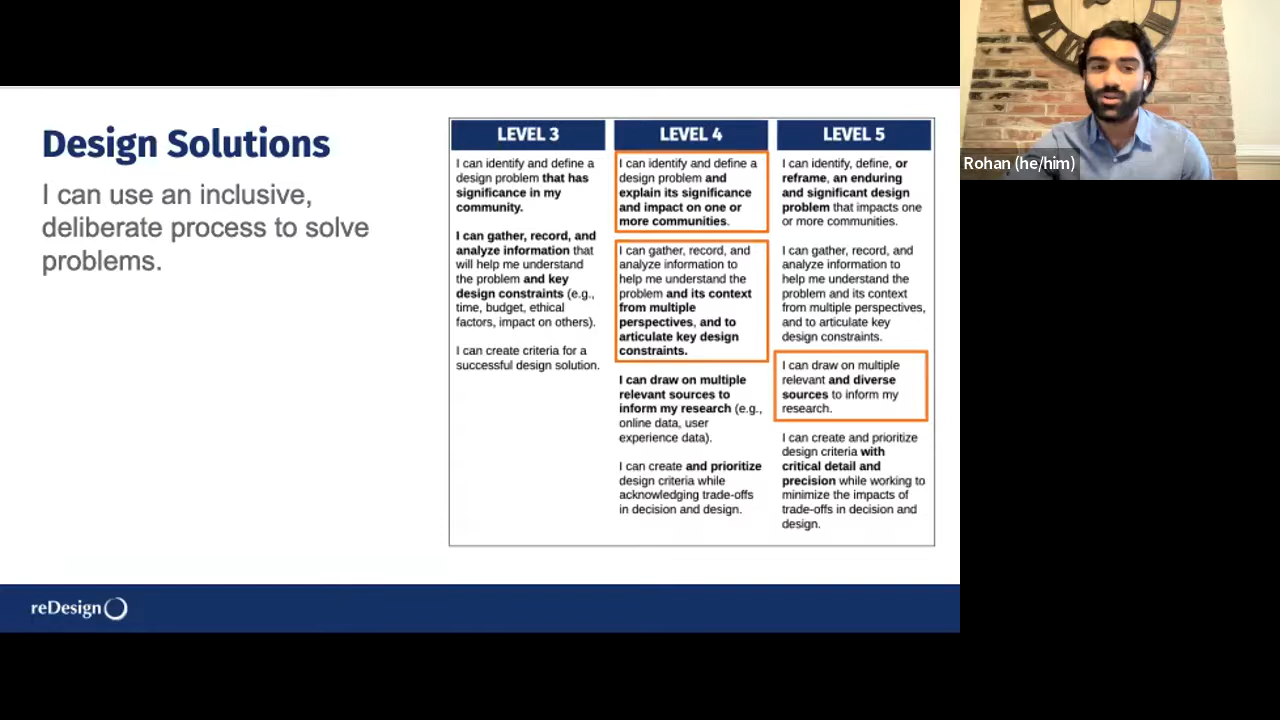 Design Solutions
I can use an inclusive,
deliberate process to solve
problems.
LEVEL 3
I can identify and define a
design problem that has
significance in my
community.
I can gather, record, and
analyze information that
will help me understand
the problem and key
design constraints (e.g.,
time, budget, ethical
factors, impact on others).
I can create criteria for a
successful design solution.
LEVEL 4
I can identify and define a
design problem and
explain its significance
and impact on one or
more communities.
I can gather, record, and
analyze information to
help me understand the
problem and its context
from multiple
perspectives, and to
articulate key design
constraints.
I can draw on multiple
relevant sources to
inform my research (e.g.,
online data, user
experience data).
I can create and prioritize
design criteria while
acknowledging trade-offs
in decision and design.
LEVEL 5
I can identify, define, or
reframe, an enduring
and significant design
problem that impacts one
or more communities.
I can gather, record, and
analyze information to
help me understand the
problem and its context
from multiple perspectives,
and to articulate key
design constraints.
I can draw on multiple
relevant and diverse
sources to inform my
research.
I can create and prioritize
design criteria with
critical detail and
precision while working to
minimize the impacts of
trade-offs in decision and
design.
reDesign
Rohan (he/him)